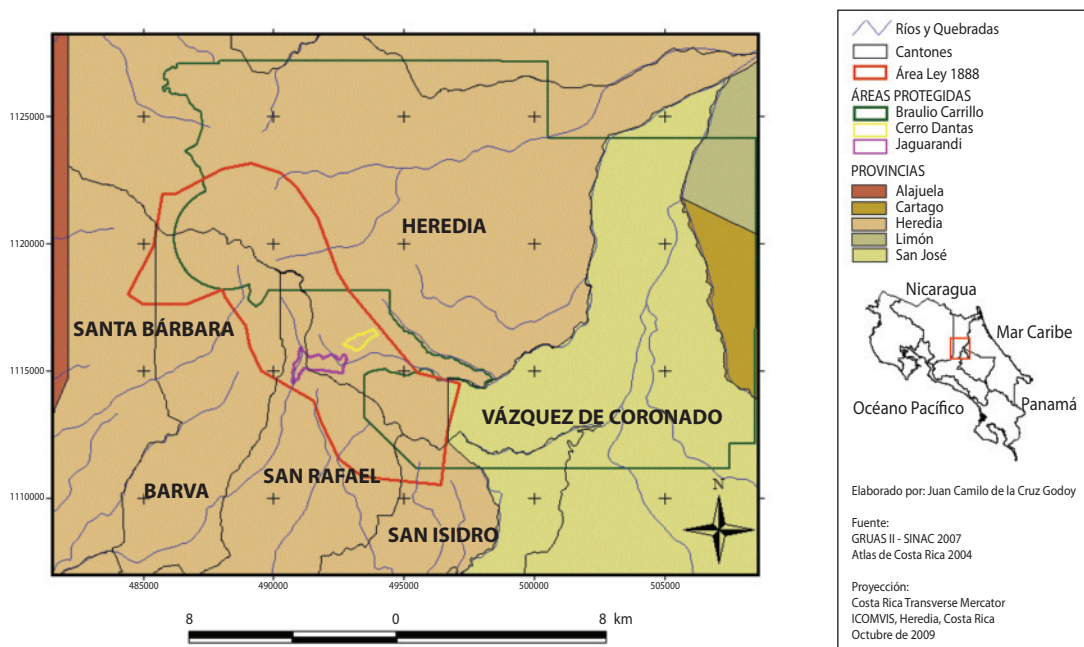 1125000
1120000
1115000
1110000
485000
490000
495000
500000
505000
HEREDIA
SANTA BÁRBARA
VÁZQUEZ DE CORONADO
SAN RAFAEL
BARVA
SAN ISIDRO
N
8 0 8 km
Ríos y Quebradas
Cantones
Área Ley 1888
ÁREAS PROTEGIDAS
Braulio Carrillo
Cerro Dantas
Jaguarandi
PROVINCIAS
Alajuela
Cartago
Heredia
Limón
San José
Nicaragua
Mar Caribe
Océano Pacífico
Panamá
Elaborado por: Juan Camilo de la Cruz Godoy
Fuente:
GRUAS II - SINAC 2007
Atlas de Costa Rica 2004
Proyección:
Costa Rica Transverse Mercator
ICOMVIS, Heredia, Costa Rica
Octubre de 2009